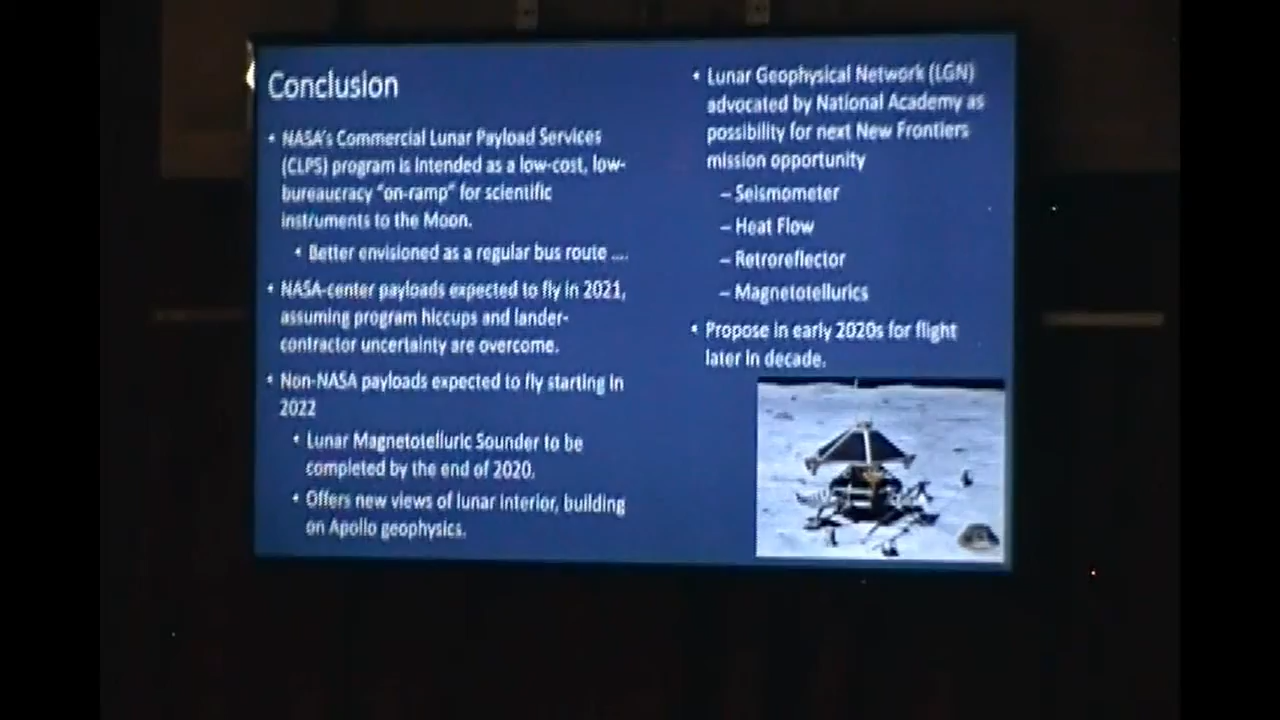 Conclusion
• NASA's Commercial Lunar Payload Services
(CLPS) program is intended as a low-cost, low-
bureaucracy "on-ramp" for scientific
instruments to the Moon.
• Better envisioned as a regular bus route ....
• NASA-center payloads expected to fly in 2021,
assuming program hiccups and lander-
contractor uncertainty are overcome.
• Non-NASA payloads expected to fly starting in
2022
• Lunar Magnetotelluric Sounder to be
completed by the end of 2020.
• Offers new views of lunar interior, building
on Apollo geophysics.
• Lunar Geophysical Network (LGN)
advocated by National Academy as
possibility for next New Frontiers
mission opportunity
– Seismometer
– Heat Flow
– Retroreflector
– Magnetotellurics
• Propose in early 2020s for flight
later in decade.